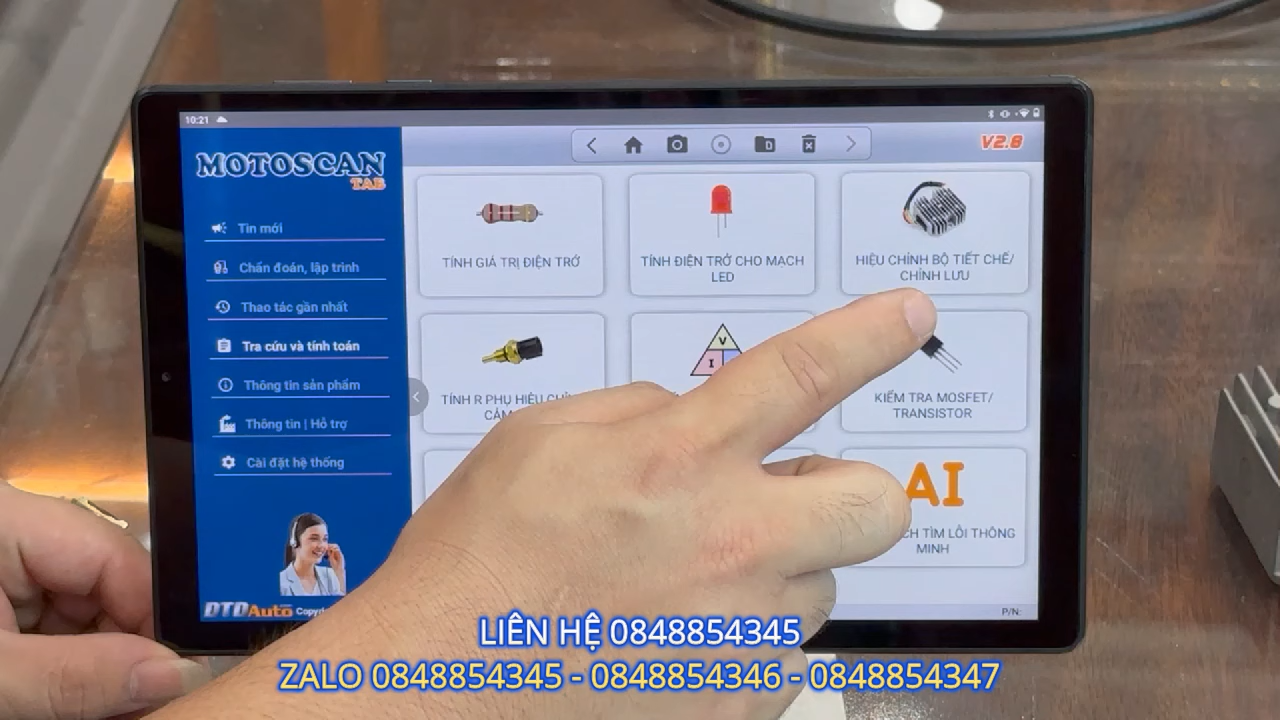 10:21
MOTOSCAN
TAB
V2.8
Tin mới
Chẩn đoán, lập trình
Thao tác gần nhất
Tra cứu và tính toán
Thông tin sản phẩm
Thông tin | Hỗ trợ
Cài đặt hệ thống
TÍNH GIÁ TRỊ ĐIỆN TRỞ
TÍNH ĐIỆN TRỞ CHO MẠCH
LED
HIỆU CHỈNH BỘ TIẾT CHẾ/
CHỈNH LƯU
TÍNH R PHỤ HIỆU
V
I
KIỂM TRA MOSFET/
TRANSISTOR
AI
TÌM LỖI THÔNG
MINH
DTDAuto
P/N:
LIÊN HỆ 0848854345
ZALO 0848854345 - 0848854346 - 0848854347